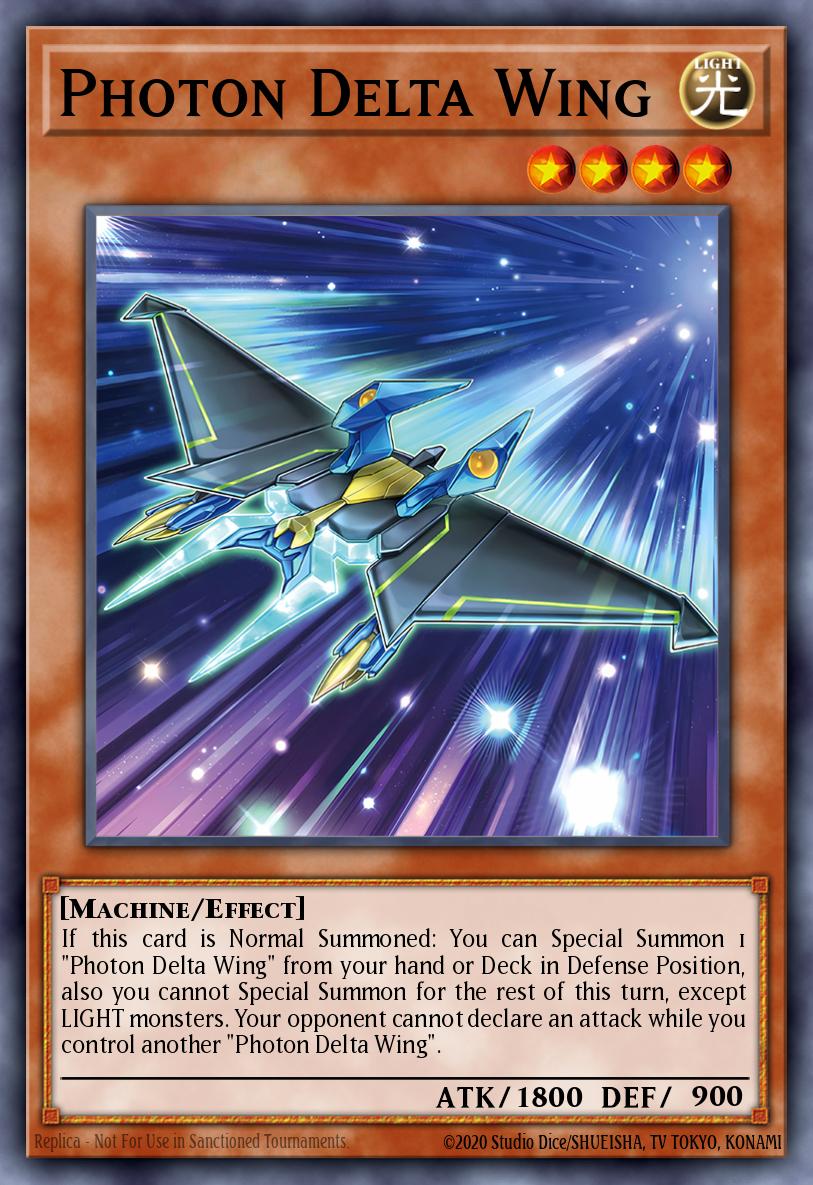 Photon Delta Wing
LIGHT
光
[Machine/Effect]
If this card is Normal Summoned: You can Special Summon 1
"Photon Delta Wing" from your hand or Deck in Defense Position,
also you cannot Special Summon for the rest of this turn, except
LIGHT monsters. Your opponent cannot declare an attack while you
control another "Photon Delta Wing".
ATK/1800 DEF/ 900
Replica - Not For Use in Sanctioned Tournaments.
©2020 Studio Dice/SHUEISHA, TV TOKYO, KONAMI